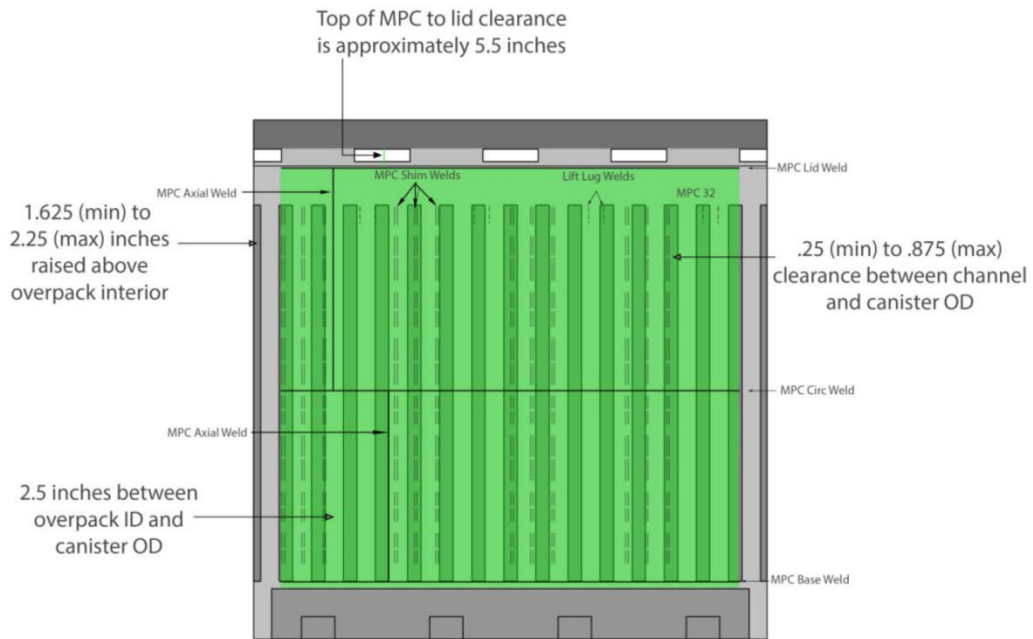 Top of MPC to lid clearance
is approximately 5.5 inches
MPC Lid Weld
MPC Axial Weld
MPC Shim Welds
Lift Lug Welds
MPC 32
1.625 (min) to
2.25 (max) inches
raised above
overpack interior
.25 (min) to .875 (max)
clearance between channel
and canister OD
MPC Circ Weld
MPC Axial Weld
2.5 inches between
overpack ID and
canister OD
MPC Base Weld